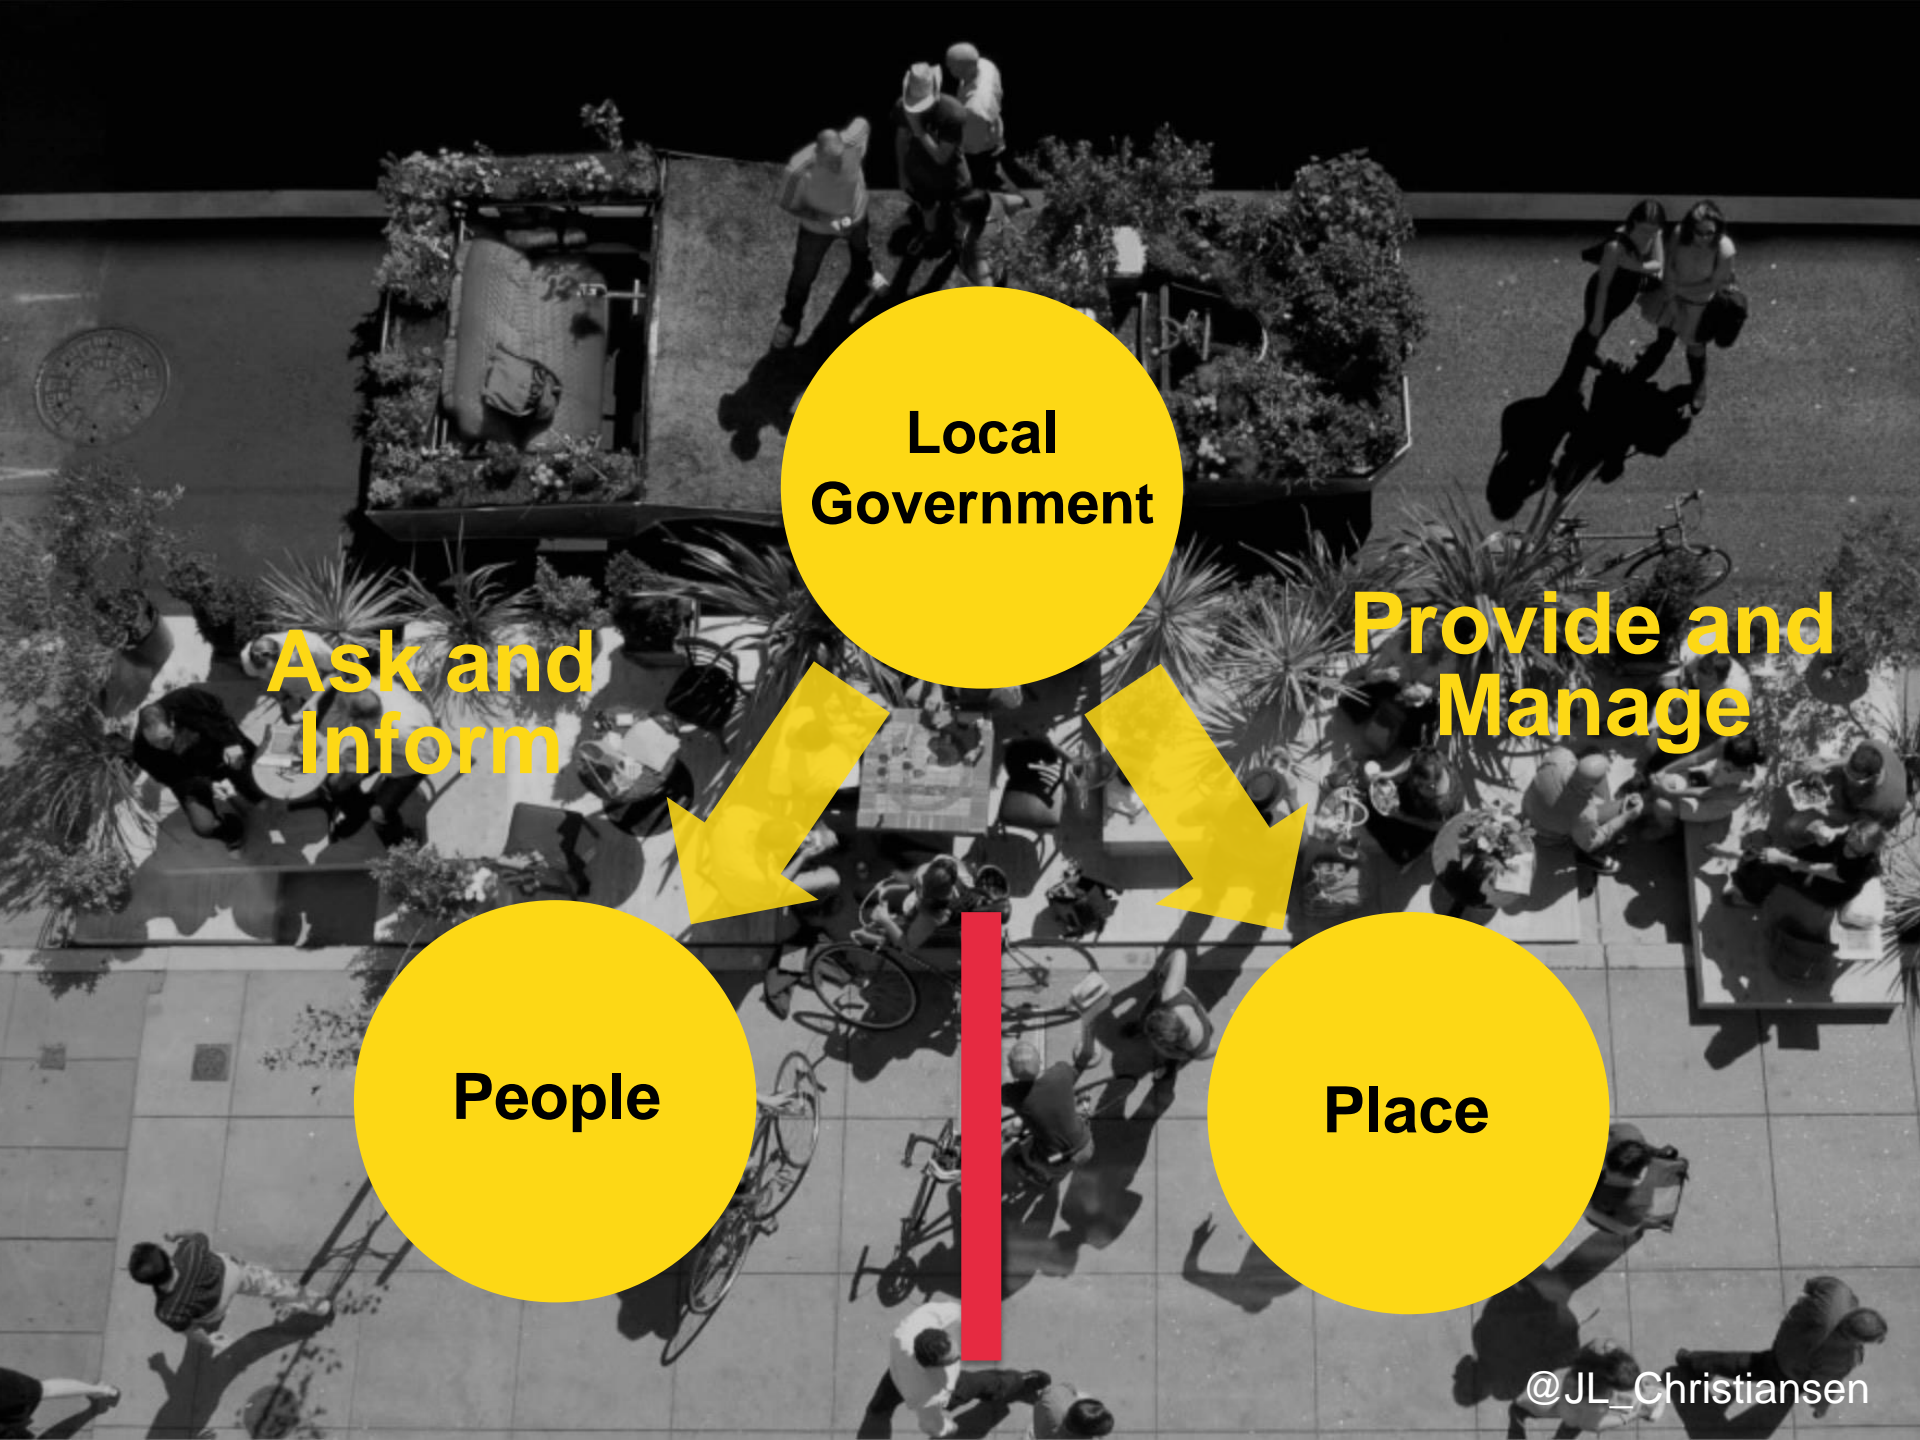 Local
Government
Ask and
Inform
Provide and
Manage
People
Place
@JL_Christiansen